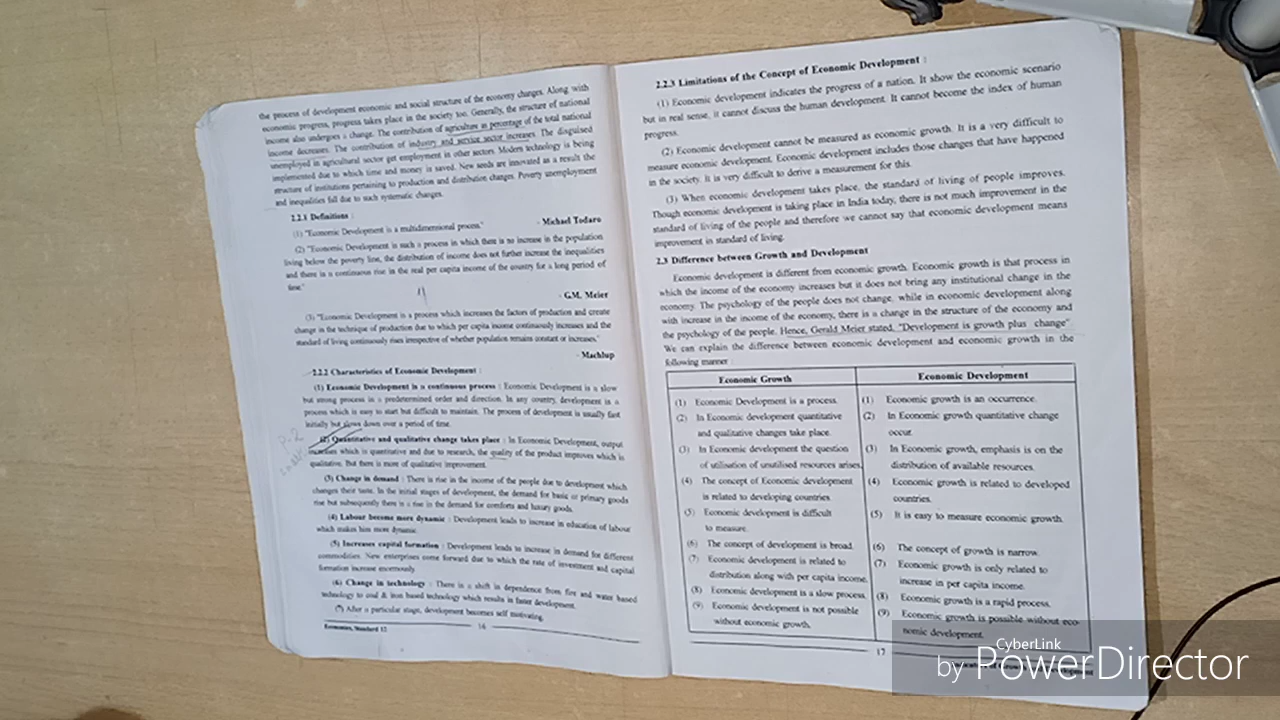 the process of development economic and social structure of the economy changes. Along with
economic progress, progress takes place in the society too. Generally, the structure of national
income also undergoes a change. The contribution of agriculture in percentage of the total national
income decreases. The contribution of industry and service sector increases. The disguised
unemployed in agricultural sector get employment in other sectors. Modern technology is being
implemented due to which time and money is saved. New seeds are innovated as a result the
structure of institutions pertaining to production and distribution changes. Poverty unemployment
and inequalities fall due to such systematic changes.
2.2.1 Definitions :
(1) "Economic Development is a multidimensional process."
- Michael Todaro
(2) "Economic Development is such a process in which there is no increase in the population
living below the poverty line, the distribution of income does not further increase the inequalities
and there is a continuous rise in the real per capita income of the country for a long period of
time."
- G.M. Meier
(3) "Economic Development is a process which increases the factors of production and create
change in the technique of production due to which per capita income continuously increases and the
standard of living continuously rises irrespective of whether population remains constant or increases."
- Machlup
2.2.2 Characteristics of Economic Development :
(1) Economic Development is a continuous process : Economic Development is a slow
but strong process in a predetermined order and direction. In any country, development is a
process which is easy to start but difficult to maintain. The process of development is usually fast
initially but slows down over a period of time.
(2) Quantitative and qualitative change takes place : In Economic Development, output
increases which is quantitative and due to research, the quality of the product improves which is
qualitative. But there is more of qualitative improvement.
(3) Change in demand : There is rise in the income of the people due to development which
changes their taste. In the initial stages of development, the demand for basic or primary goods
rise but subsequently there is a rise in the demand for comforts and luxury goods.
(4) Labour become more dynamic : Development leads to increase in education of labour
which makes him more dynamic.
(5) Increases capital formation : Development leads to increase in demand for different
commodities. New enterprises come forward due to which the rate of investment and capital
formation increase enormously.
(6) Change in technology : There is a shift in dependence from fire and water based
technology to coal & iron based technology which results in faster development.
(7) After a particular stage, development becomes self motivating.
Economics, Standard 12
16
2.2.3 Limitations of the Concept of Economic Development :
(1) Economic development indicates the progress of a nation. It show the economic scenario
but in real sense, it cannot discuss the human development. It cannot become the index of human
progress.
(2) Economic development cannot be measured as economic growth. It is a very difficult to
measure economic development. Economic development includes those changes that have happened
in the society. It is very difficult to derive a measurement for this.
(3) When economic development takes place, the standard of living of people improves.
Though economic development is taking place in India today, there is not much improvement in the
standard of living of the people and therefore we cannot say that economic development means
improvement in standard of living.
2.3 Difference between Growth and Development
Economic development is different from economic growth. Economic growth is that process in
which the income of the economy increases but it does not bring any institutional change in the
economy. The psychology of the people does not change, while in economic development along
with increase in the income of the economy, there is a change in the structure of the economy and
the psychology of the people. Hence, Gerald Meier stated, "Development is growth plus change"
We can explain the difference between economic development and economic growth in the
following manner :
Economic Growth
(1) Economic Development is a process.
(2) In Economic development quantitative
and qualitative changes take place.
(3) In Economic development the question
of utilisation of unutilised resources arises.
(4) The concept of Economic development
is related to developing countries.
(5) Economic development is difficult
to measure.
(6) The concept of development is broad.
(7) Economic development is related to
distribution along with per capita income.
(8) Economic development is a slow process.
(9) Economic development is not possible
without economic growth.
Economic Development
(1) Economic growth is an occurrence.
(2) In Economic growth quantitative change
occur.
(3) In Economic growth, emphasis is on the
distribution of available resources.
(4) Economic growth is related to developed
countries.
(5) It is easy to measure economic growth.
(6) The concept of growth is narrow.
(7) Economic growth is only related to
increase in per capita income.
(8) Economic growth is a rapid process.
(9) Economic growth is possible without eco-
nomic development.
17
CyberLink
by PowerDirector